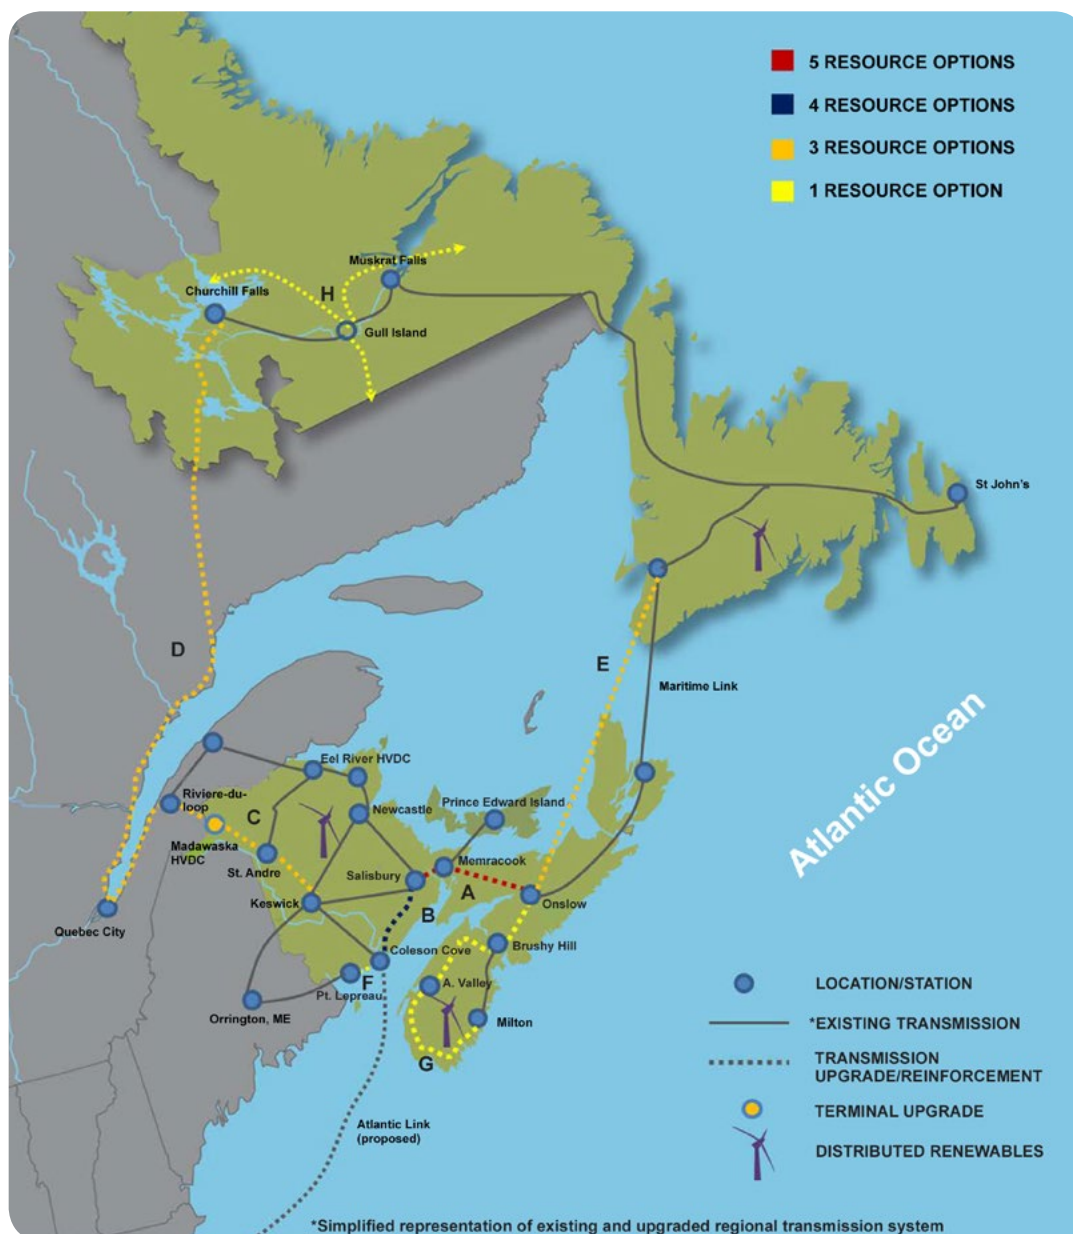 5 RESOURCE OPTIONS
4 RESOURCE OPTIONS
3 RESOURCE OPTIONS
1 RESOURCE OPTION
Muskrat Falls
Churchill Falls
H
Gull Island
St John's
D
E
Maritime Link
Atlantic Ocean
Eel River HVDC
Riviere-du-
loop
C
Newcastle
Prince Edward Island
Madawaska
HVDC
St. Andre
Salisbury
Memracook
A
Keswick
B
Onslow
Quebec City
Coleson Cove
Brushy Hill
F
Pt. Lepreau
A. Valley
Orrington, ME
Milton
G
Atlantic Link
(proposed)
LOCATION/STATION
*EXISTING TRANSMISSION
TRANSMISSION
UPGRADE/REINFORCEMENT
TERMINAL UPGRADE
DISTRIBUTED RENEWABLES
*Simplified representation of existing and upgraded regional transmission system